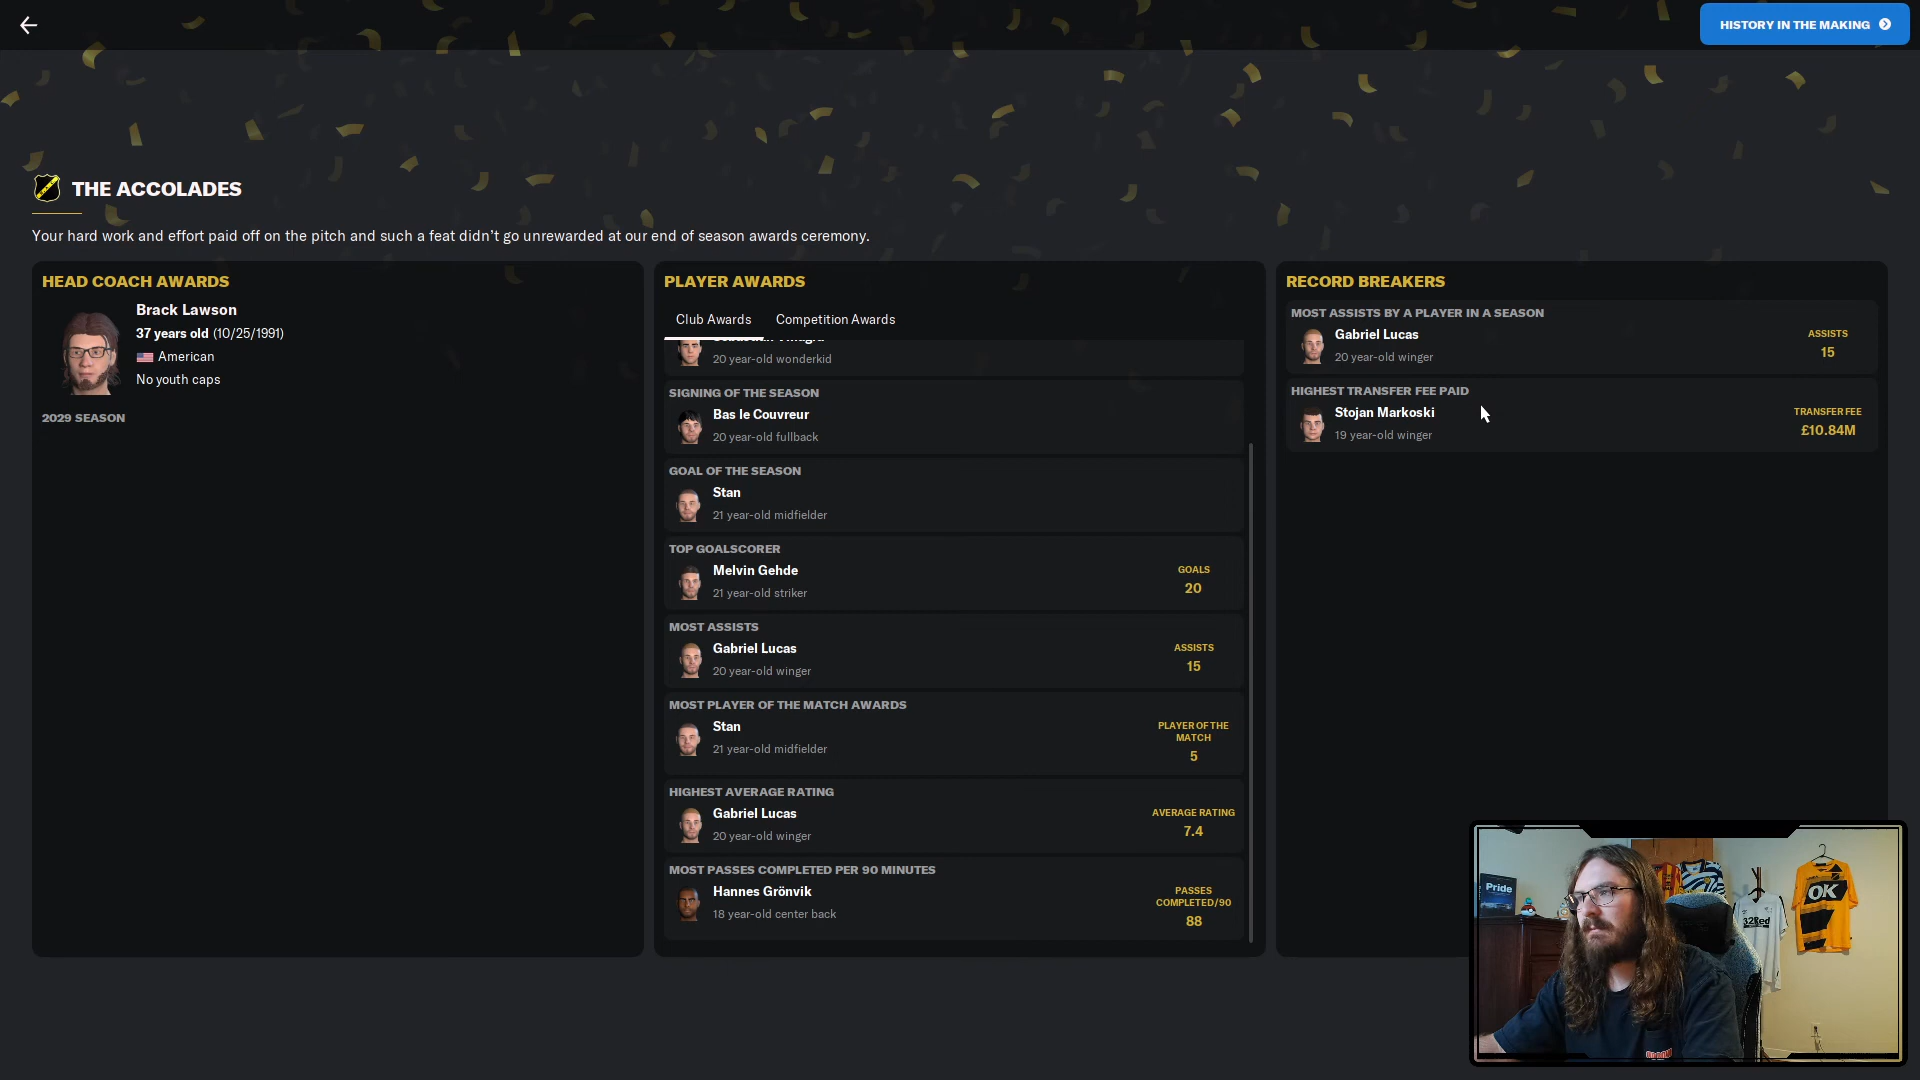 HISTORY IN THE MAKING
THE ACCOLADES
Your hard work and effort paid off on the pitch and such a feat didn't go unrewarded at our end of season awards ceremony.
HEAD COACH AWARDS
Brack Lawson
37 years old (10/25/1991)
American
No youth caps
2029 SEASON
PLAYER AWARDS
Club Awards
Competition Awards
20 year-old wonderkid
SIGNING OF THE SEASON
Bas le Couvreur
20 year-old fullback
GOAL OF THE SEASON
Stan
21 year-old midfielder
TOP GOALSCORER
Melvin Gehde
21 year-old striker
GOALS
20
MOST ASSISTS
Gabriel Lucas
20 year-old winger
ASSISTS
15
MOST PLAYER OF THE MATCH AWARDS
Stan
21 year-old midfielder
PLAYER OF THE
MATCH
5
HIGHEST AVERAGE RATING
Gabriel Lucas
20 year-old winger
AVERAGE RATING
7.4
MOST PASSES COMPLETED PER 90 MINUTES
Hannes Grönvik
18 year-old center back
PASSES
COMPLETED/90
88
RECORD BREAKERS
MOST ASSISTS BY A PLAYER IN A SEASON
Gabriel Lucas
20 year-old winger
ASSISTS
15
HIGHEST TRANSFER FEE PAID
Stojan Markoski
19 year-old winger
TRANSFER FEE
£10.84M
Pride
32Red
OK